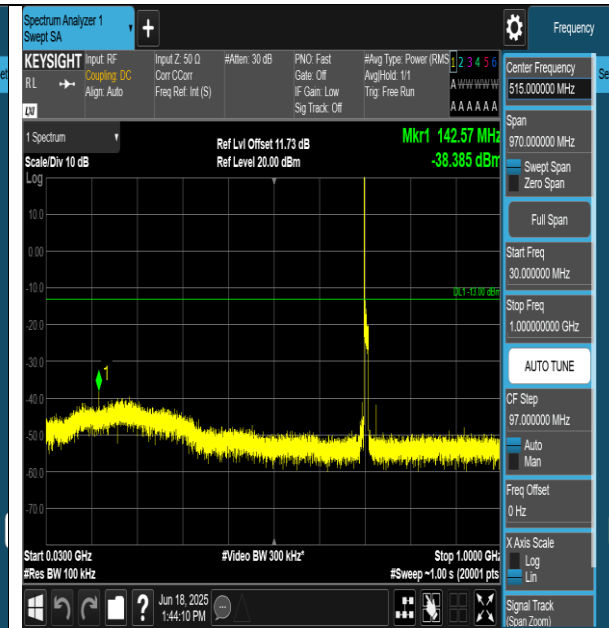 Spectrum Analyzer 1
Swept SA
Frequency
KEYSIGHT
RL
LXI
Input: RF
Coupling: DC
Align: Auto
Input Z: 50 Ω
Corr CCorr
Freq Ref: Int (S)
#Atten: 30 dB
PNO: Fast
Gate: Off
IF Gain: Low
Sig Track: Off
#Avg Type: Power (RMS
Avg|Hold: 1/1
Trig: Free Run
1 2 3 4 5 6
A W W W W W
A A A A A A
1 Spectrum
Scale/Div 10 dB
Log
Ref Lvl Offset 11.73 dB
Ref Level 20.00 dBm
Mkr1 142.57 MHz
-38.385 dBm
10.0
0.00
-10.0
-20.0
-30.0
-40.0
-50.0
-60.0
-70.0
DL1 -13.00 dBm
1
Start 0.0300 GHz
#Res BW 100 kHz
#Video BW 300 kHz*
Stop 1.0000 GHz
#Sweep ~1.00 s (20001 pts
Jun 18, 2025
1:44:10 PM
Center Frequency
515.000000 MHz
Span
970.000000 MHz
Swept Span
Zero Span
Full Span
Start Freq
30.000000 MHz
Stop Freq
1.000000000 GHz
AUTO TUNE
CF Step
97.000000 MHz
Auto
Man
Freq Offset
0 Hz
X Axis Scale
Log
Lin
Signal Track
(Span Zoom)